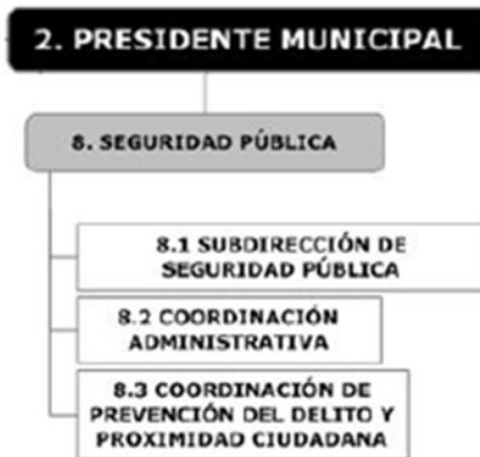 2. PRESIDENTE MUNICIPAL
8. SEGURIDAD PÚBLICA
8.1 SUBDIRECCIÓN DE
SEGURIDAD PÚBLICA
8.2 COORDINACIÓN
ADMINISTRATIVA
8.3 COORDINACIÓN DE
PREVENCIÓN DEL DELITO Y
PROXIMIDAD CIUDADANA